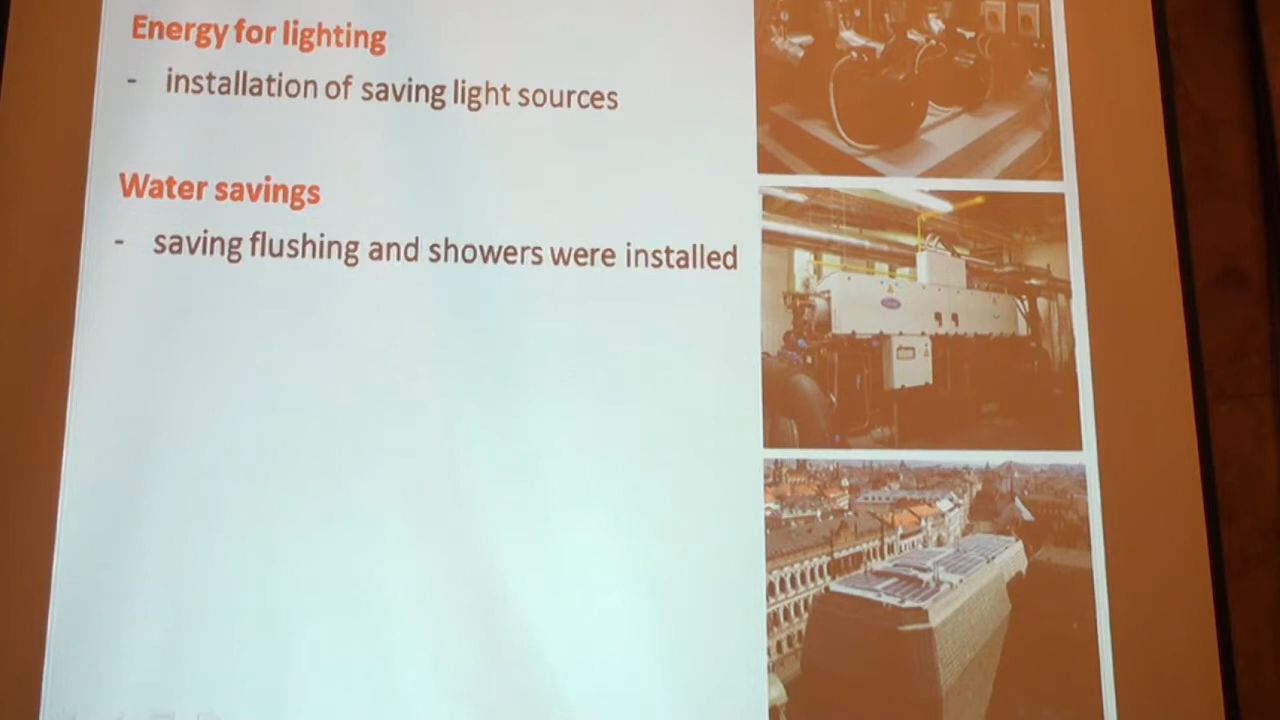 Energy for lighting
- installation of saving light sources
Water savings
- saving flushing and showers were installed